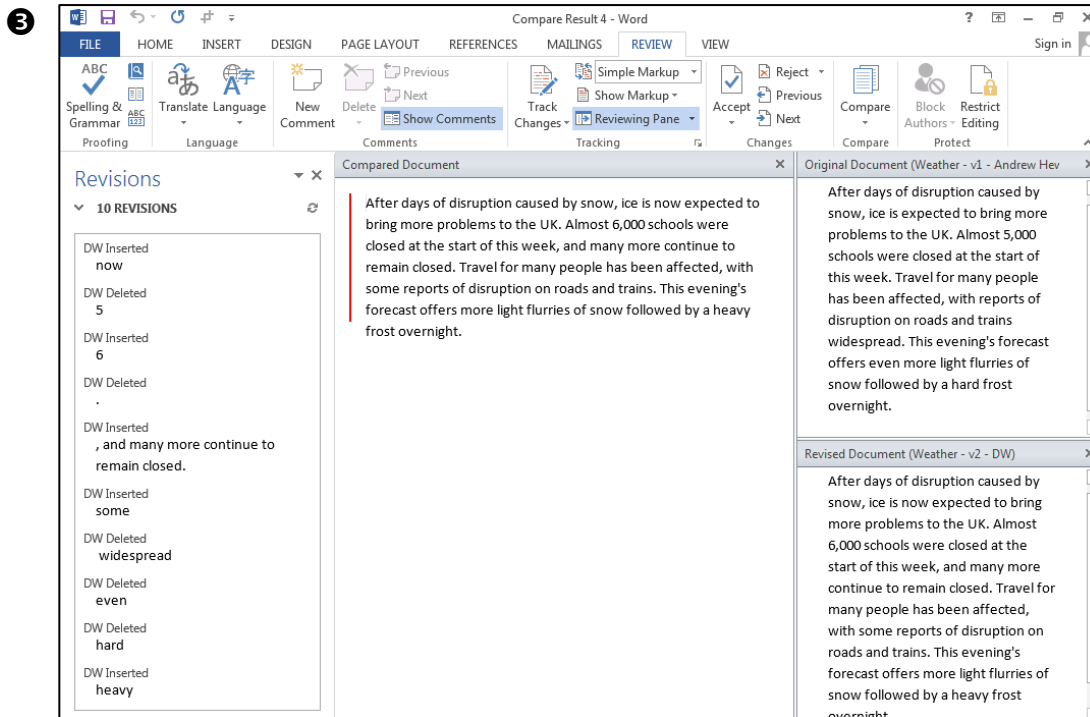 ❸
Compare Result 4 - Word
?
FILE HOME INSERT DESIGN PAGE LAYOUT REFERENCES MAILINGS REVIEW VIEW Sign in
ABC Spelling & Grammar
ABC 123
Translate
Language
New Comment
Delete
Previous
Next
Show Comments
Track Changes
Simple Markup
Show Markup
Reviewing Pane
Accept
Reject
Previous
Next
Compare
Block Authors
Restrict Editing
Proofing Language Comments Tracking Changes Compare Protect
Revisions
10 REVISIONS
DW Inserted
now
DW Deleted
5
DW Inserted
6
DW Deleted
.
DW Inserted
, and many more continue to
remain closed.
DW Inserted
some
DW Deleted
widespread
DW Deleted
even
DW Deleted
hard
DW Inserted
heavy
Compared Document
After days of disruption caused by snow, ice is now expected to
bring more problems to the UK. Almost 6,000 schools were
closed at the start of this week, and many more continue to
remain closed. Travel for many people has been affected, with
some reports of disruption on roads and trains. This evening's
forecast offers more light flurries of snow followed by a heavy
frost overnight.
Original Document (Weather - v1 - Andrew Hev
After days of disruption caused by
snow, ice is expected to bring more
problems to the UK. Almost 5,000
schools were closed at the start of
this week. Travel for many people
has been affected, with reports of
disruption on roads and trains
widespread. This evening's forecast
offers even more light flurries of
snow followed by a hard frost
overnight.
Revised Document (Weather - v2 - DW)
After days of disruption caused by
snow, ice is now expected to bring
more problems to the UK. Almost
6,000 schools were closed at the
start of this week, and many more
continue to remain closed. Travel for
many people has been affected,
with some reports of disruption on
roads and trains. This evening's
forecast offers more light flurries of
snow followed by a heavy frost
overnight.